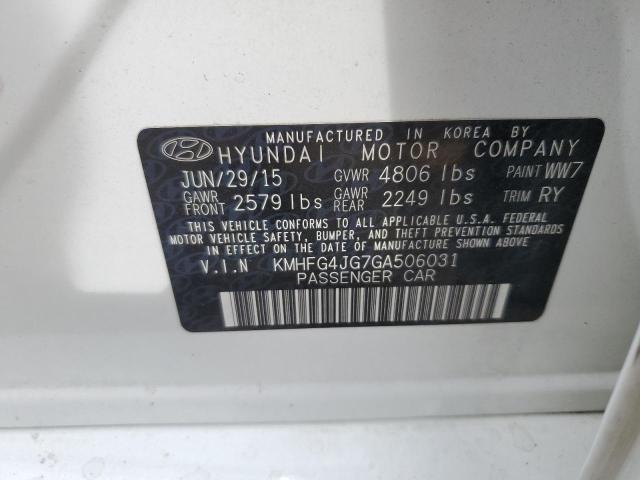 MANUFACTURED IN KOREA BY
HYUNDAI MOTOR COMPANY
JUN/29/15 GVWR 4806 lbs PAINT WW7
GAWR FRONT 2579 lbs GAWR REAR 2249 lbs TRIM RY
THIS VEHICLE CONFORMS TO ALL APPLICABLE U.S.A. FEDERAL
MOTOR VEHICLE SAFETY, BUMPER, AND THEFT PREVENTION STANDARDS
IN EFFECT ON THE DATE OF MANUFACTURE SHOWN ABOVE.
V.I.N KMHFG4JG7GA506031
PASSENGER CAR